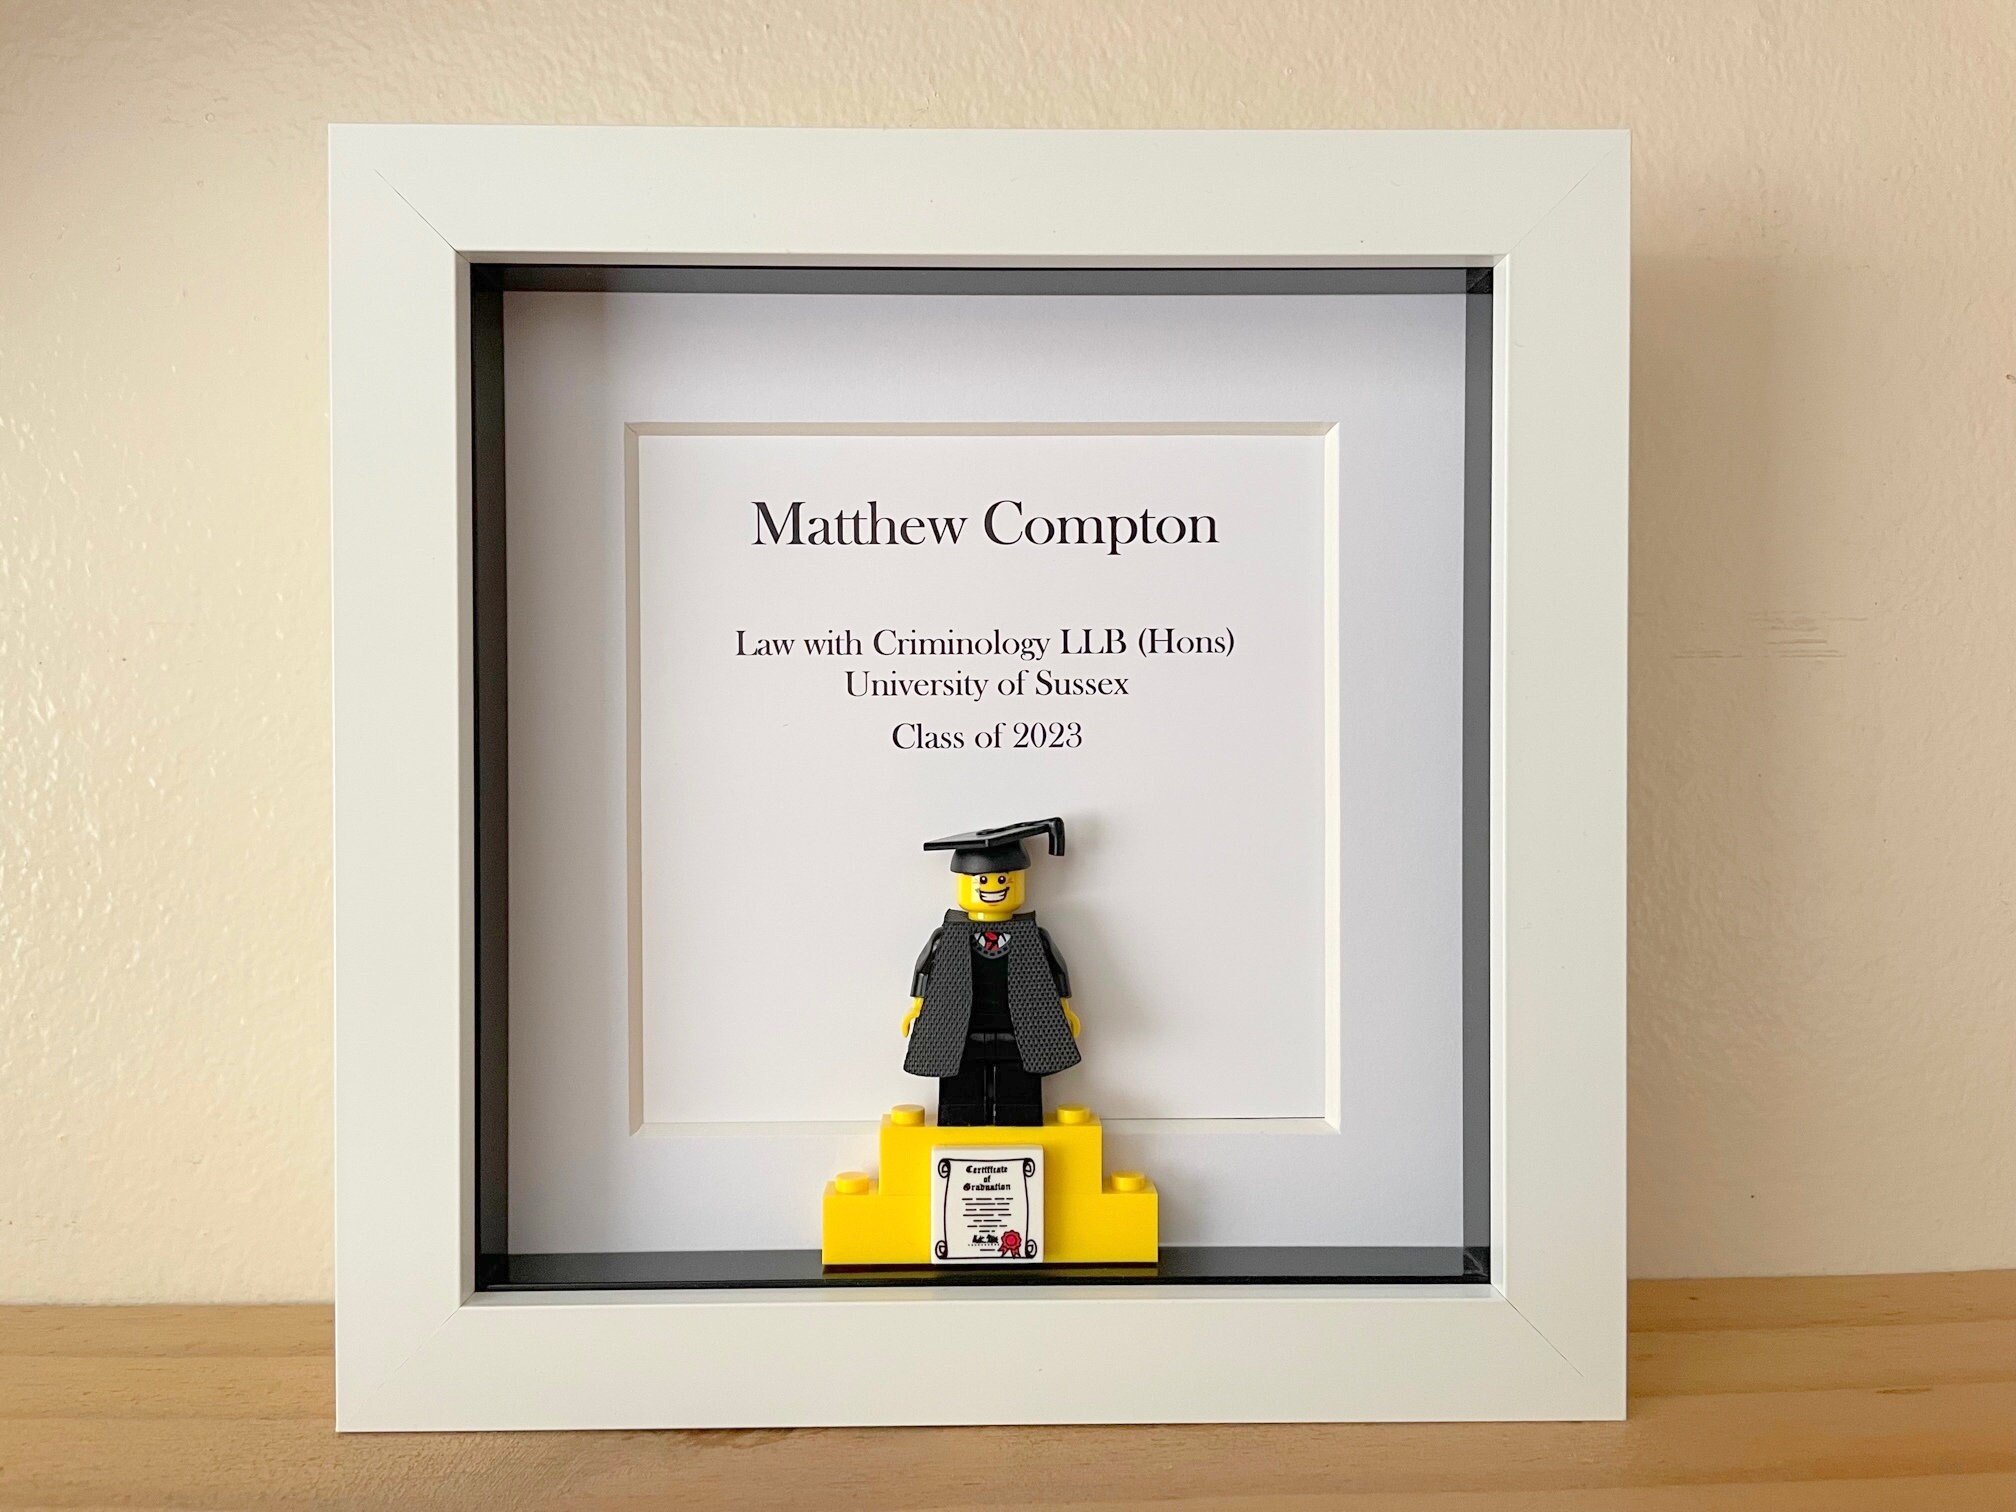 Matthew Compton
Law with Criminology LLB (Hons)
University of Sussex
Class of 2023
Certificate
of
Graduation